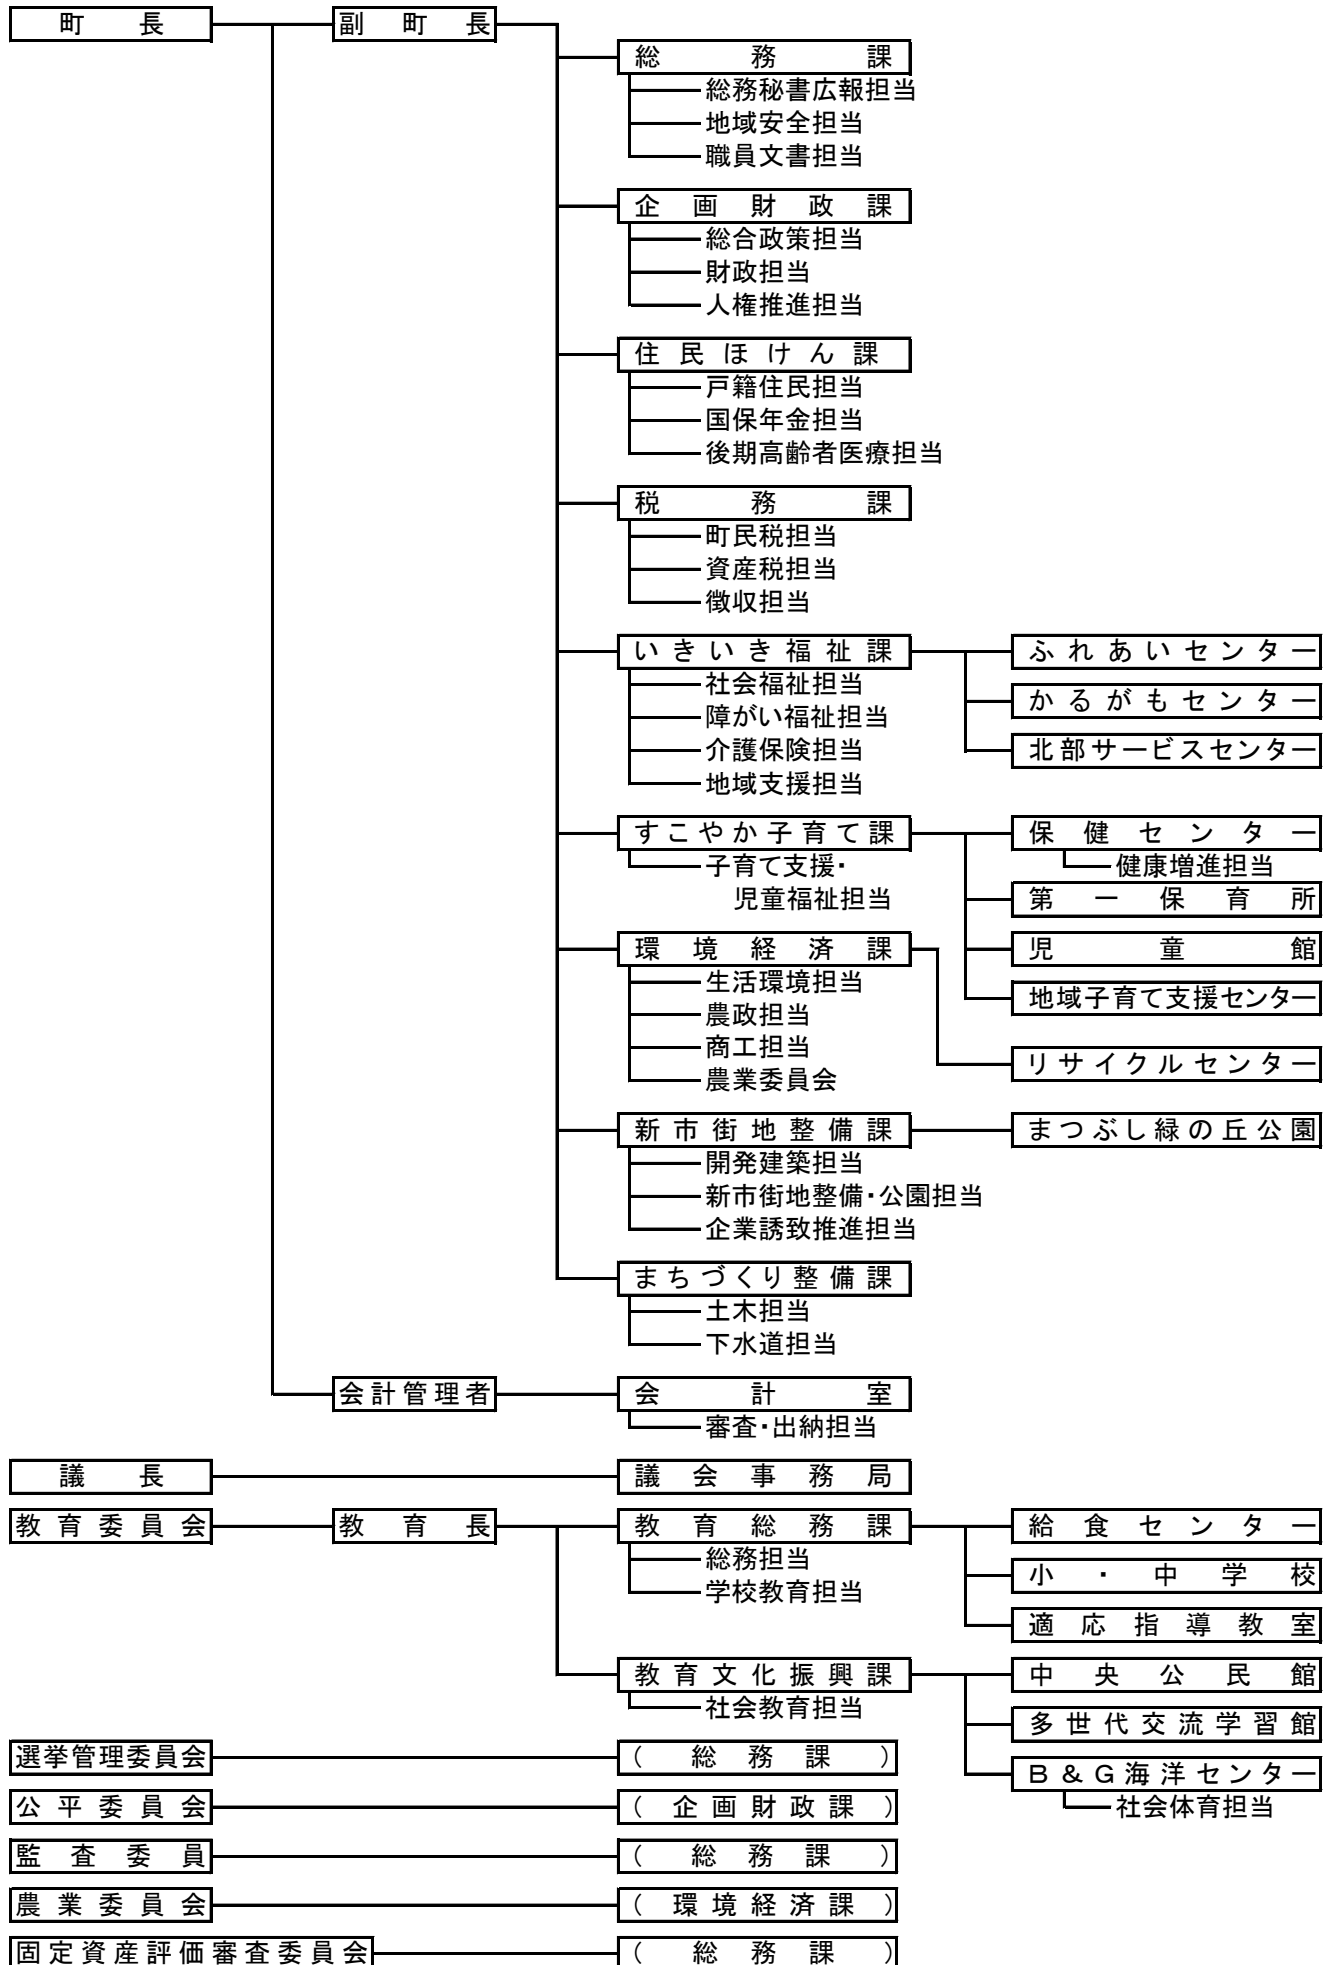 町長
副町長
総務課
総務秘書広報担当
地域安全担当
職員文書担当
企画財政課
総合政策担当
財政担当
人権推進担当
住民ほけん課
戸籍住民担当
国保年金担当
後期高齢者医療担当
税務課
町民税担当
資産税担当
徴収担当
いきいき福祉課
ふれあいセンター
社会福祉担当
かるがもセンター
障がい福祉担当
介護保険担当
北部サービスセンター
地域支援担当
すこやか子育て課
保健センター
子育て支援・
健康増進担当
児童福祉担当
第一保育所
環境経済課
児童館
生活環境担当
地域子育て支援センター
農政担当
商工担当
リサイクルセンター
農業委員会
新市街地整備課
まつぶし緑の丘公園
開発建築担当
新市街地整備・公園担当
企業誘致推進担当
まちづくり整備課
土木担当
下水道担当
会計管理者
会計室
審査・出納担当
議長
議会事務局
教育委員会
教育長
教育総務課
給食センター
総務担当
小・中学校
学校教育担当
適応指導教室
教育文化振興課
中央公民館
社会教育担当
多世代交流学習館
選挙管理委員会
(総務課)
B&G海洋センター
公平委員会
(企画財政課)
社会体育担当
監査委員
(総務課)
農業委員会
(環境経済課)
固定資産評価審査委員会
(総務課)